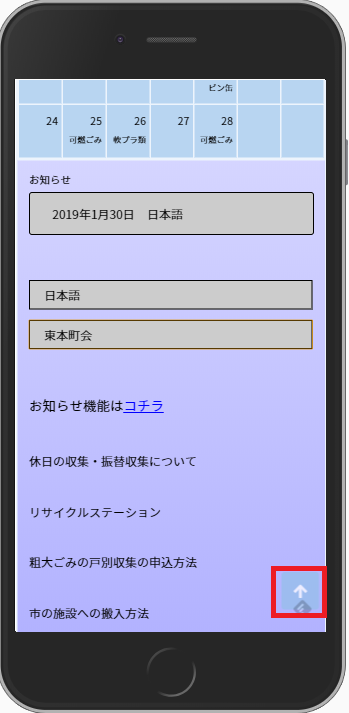 ビン缶
24 25 26 27 28
可燃ごみ 軟プラ類 可燃ごみ
お知らせ
2019年1月30日 日本語
日本語
東本町会
お知らせ機能はコチラ
休日の収集・振替収集について
リサイクルステーション
粗大ごみの戸別収集の申込方法
市の施設への搬入方法